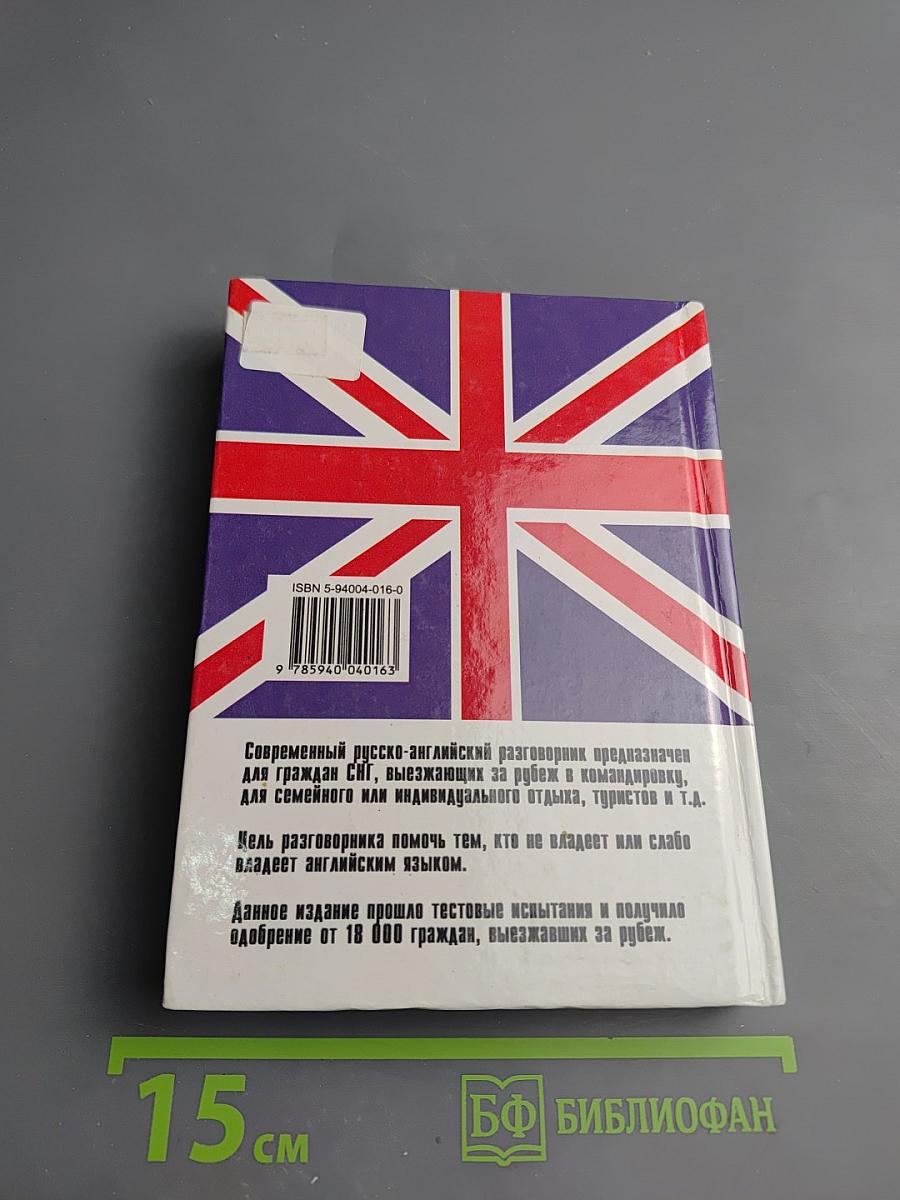 ISBN 5-94004-016-0
9 785940 040163
Современный русско-английский разговорник предназначен
для граждан СНГ, выезжающих за рубеж в командировку,
для семейного или индивидуального отдыха, туристов и т.д.
Цель разговорника помочь тем, кто не владеет или слабо
владеет английским языком.
Данное издание прошло тестовые испытания и получило
одобрение от 18 000 граждан, выезжавших за рубеж.
15 см
БФ БИБЛИОФАН